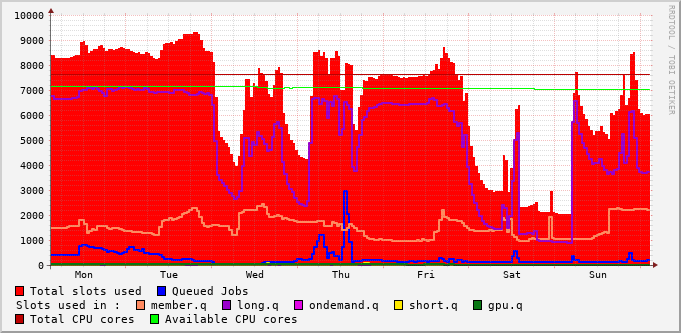 10000
9000
8000
7000
6000
5000
4000
3000
2000
1000
0
Mon Tue Wed Thu Fri Sat Sun
RRDTOOL / TOBI OETIKER
Total slots used Queued Jobs
Slots used in : member.q long.q ondemand.q short.q gpu.q
Total CPU cores Available CPU cores